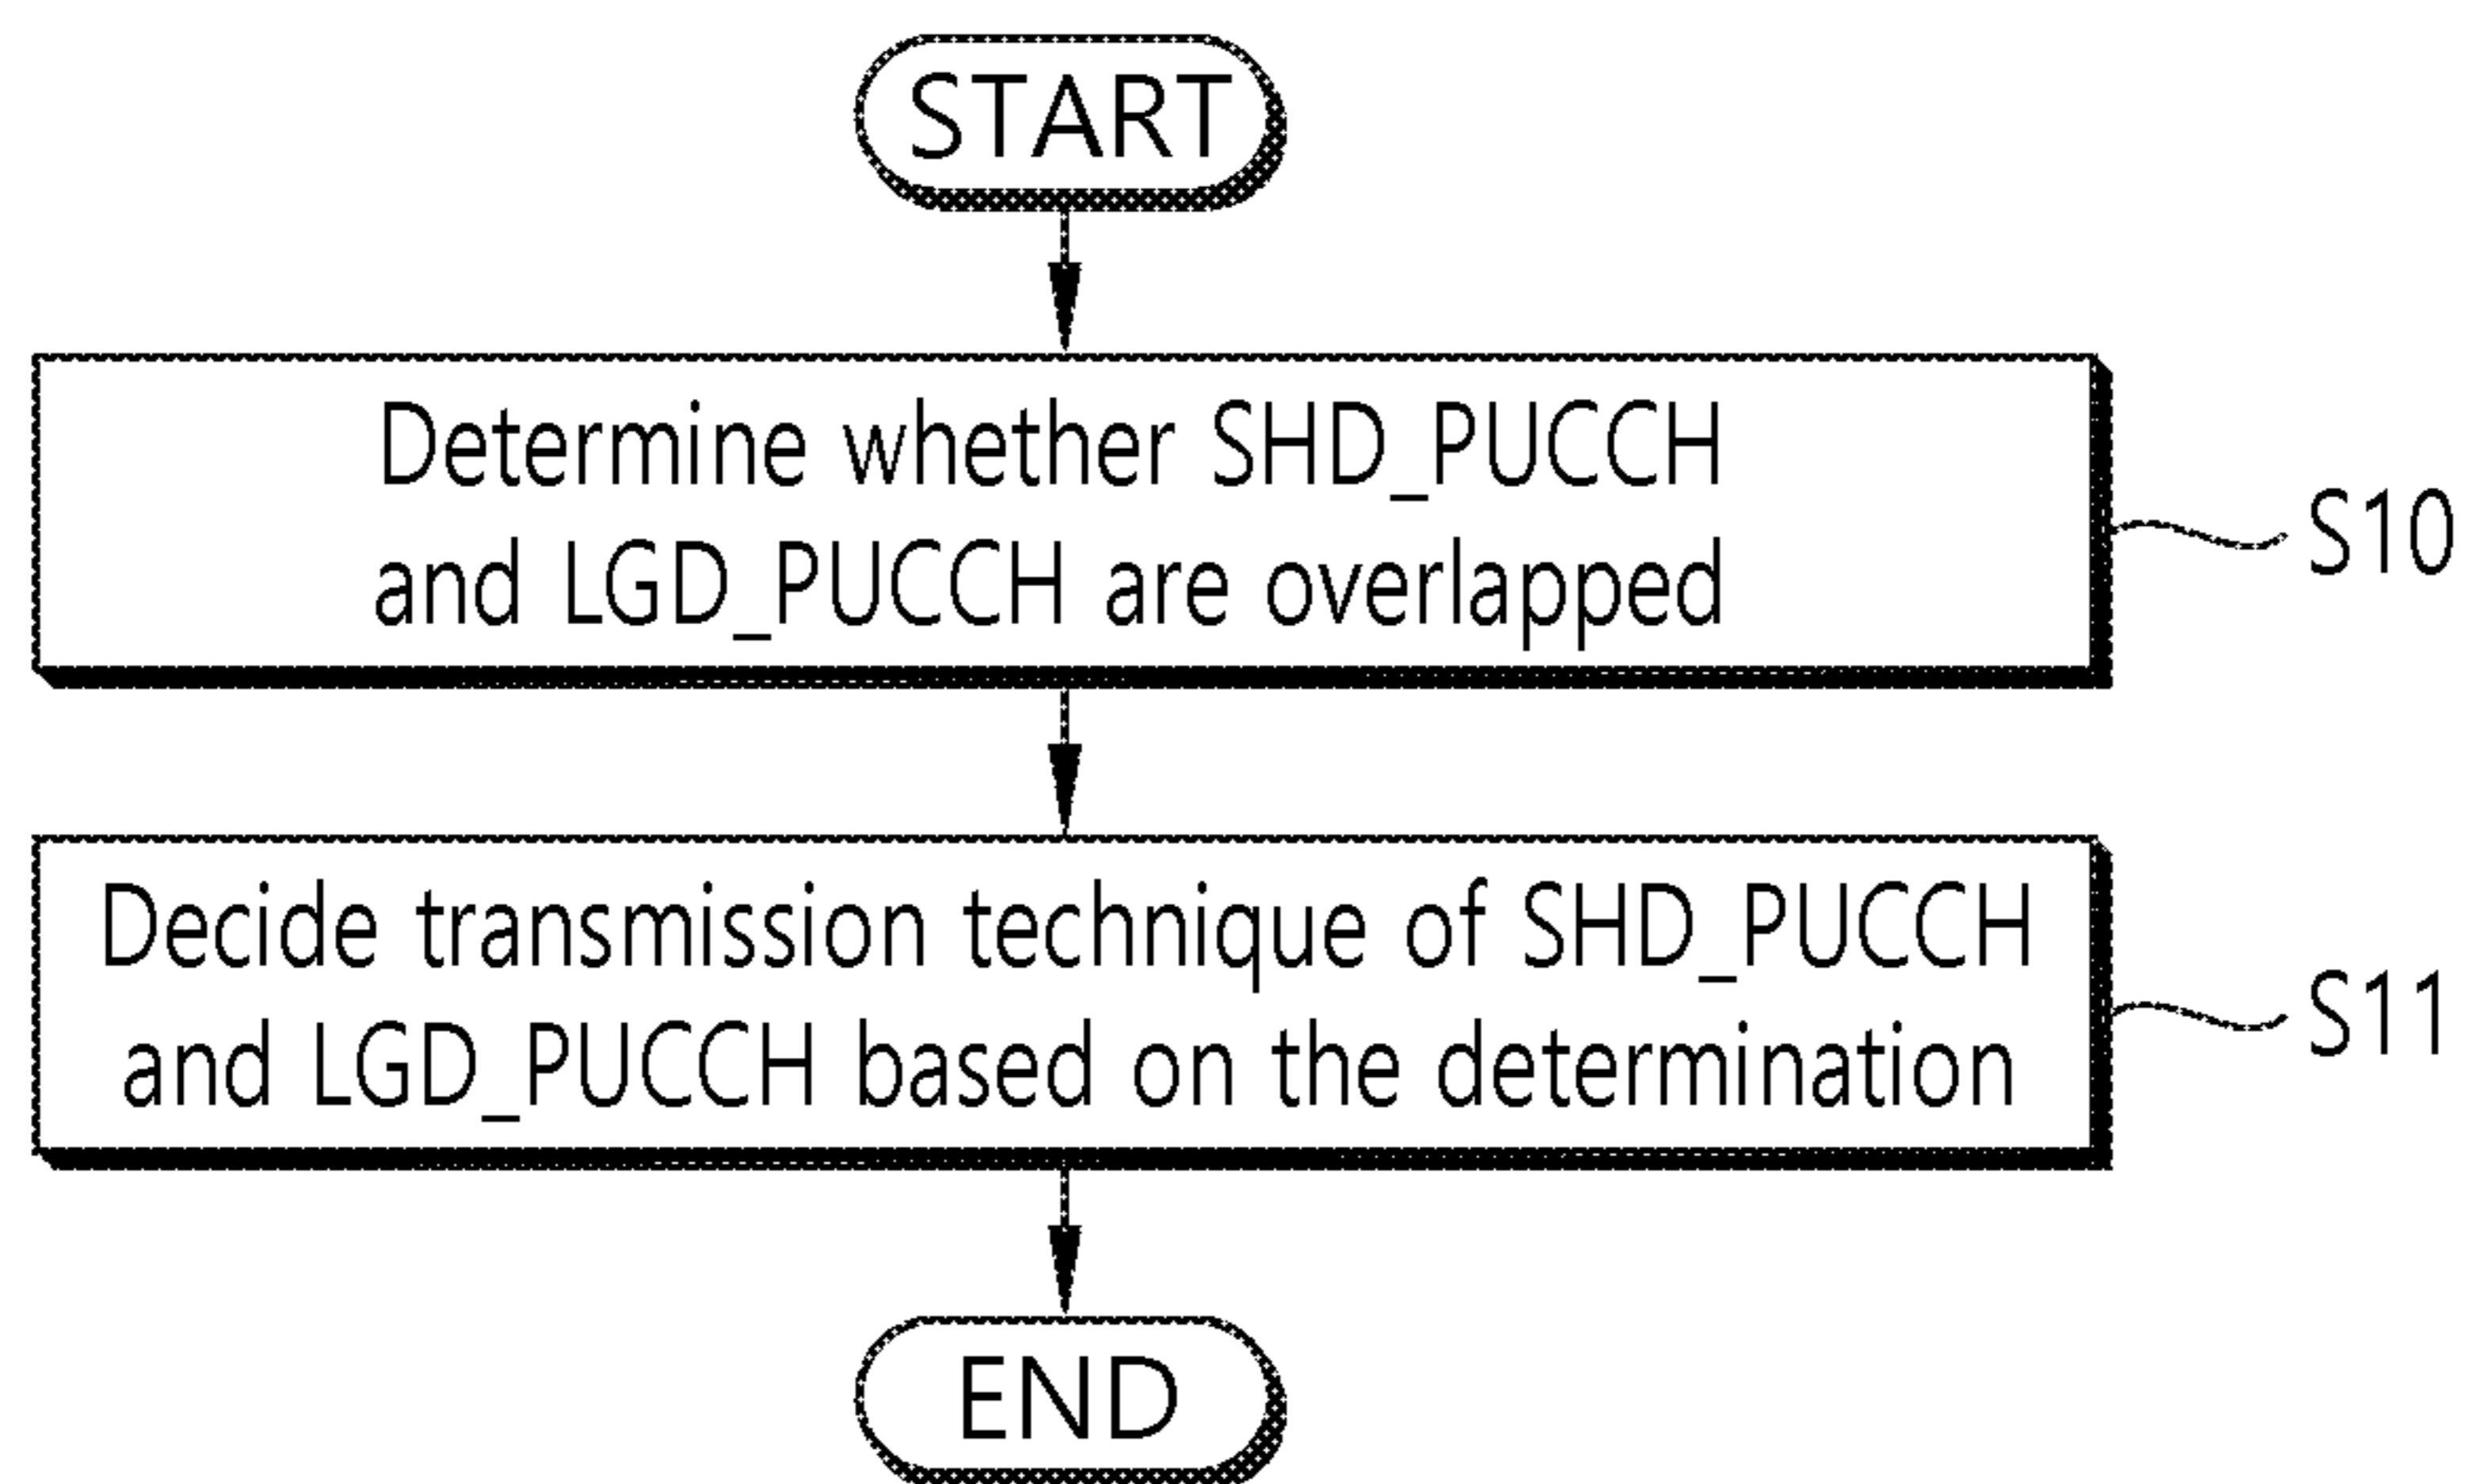 START
Determine whether SHD_PUCCH
and LGD_PUCCH are overlapped
S10
Decide transmission technique of SHD_PUCCH
and LGD_PUCCH based on the determination
S11
END